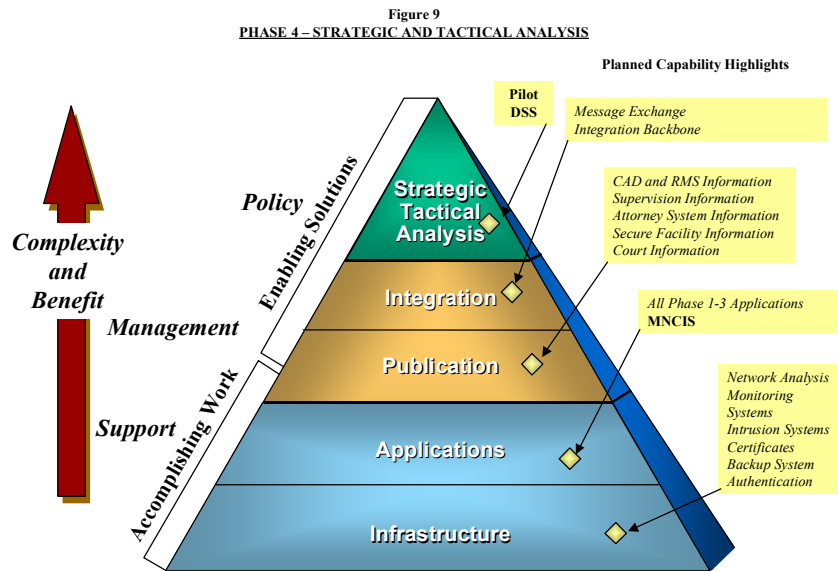 Figure 9
PHASE 4 – STRATEGIC AND TACTICAL ANALYSIS
Planned Capability Highlights
Pilot
DSS
Message Exchange
Integration Backbone
CAD and RMS Information
Supervision Information
Attorney System Information
Secure Facility Information
Court Information
All Phase 1-3 Applications
MNCIS
Network Analysis
Monitoring
Systems
Intrusion Systems
Certificates
Backup System
Authentication
Complexity
and
Benefit
Policy
Management
Support
Enabling Solutions
Accomplishing Work
Strategic
Tactical
Analysis
Integration
Publication
Applications
Infrastructure